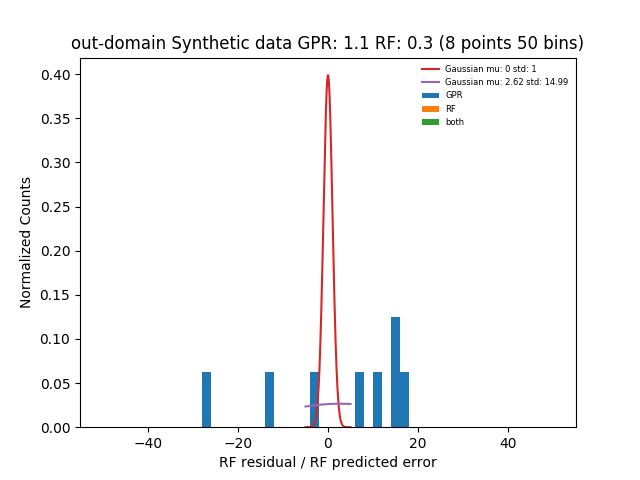 out-domain Synthetic data GPR: 1.1 RF: 0.3 (8 points 50 bins)
Gaussian mu: 0 std: 1
Gaussian mu: 2.62 std: 14.99
GPR
RF
both
Normalized Counts
0.40
0.35
0.30
0.25
0.20
0.15
0.10
0.05
0.00
−40 −20 0 20 40
RF residual / RF predicted error